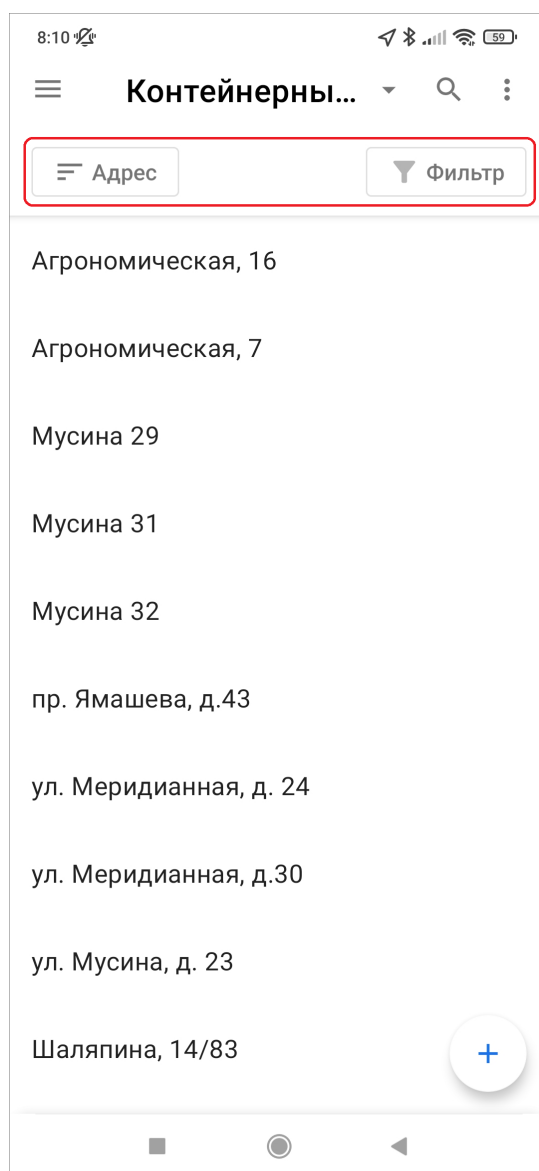 8:10
59
Контейнерны...
Адрес
Фильтр
Агрономическая, 16
Агрономическая, 7
Мусина 29
Мусина 31
Мусина 32
пр. Ямашева, д.43
ул. Меридианная, д. 24
ул. Меридианная, д.30
ул. Мусина, д. 23
Шаляпина, 14/83